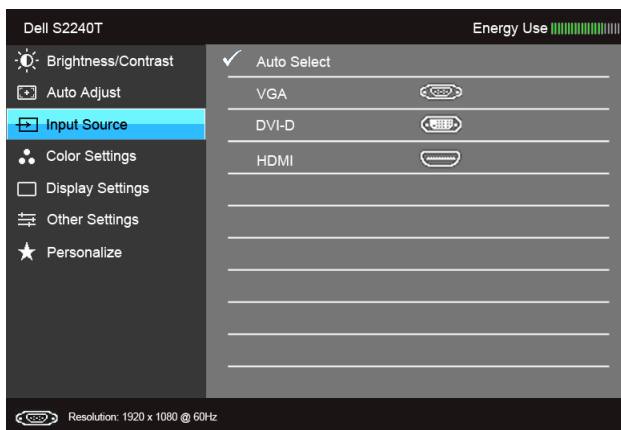 Dell S2240T
Energy Use
Brightness/Contrast
Auto Adjust
Input Source
Color Settings
Display Settings
Other Settings
Personalize
Auto Select
VGA
DVI-D
HDMI
Resolution: 1920 x 1080 @ 60Hz